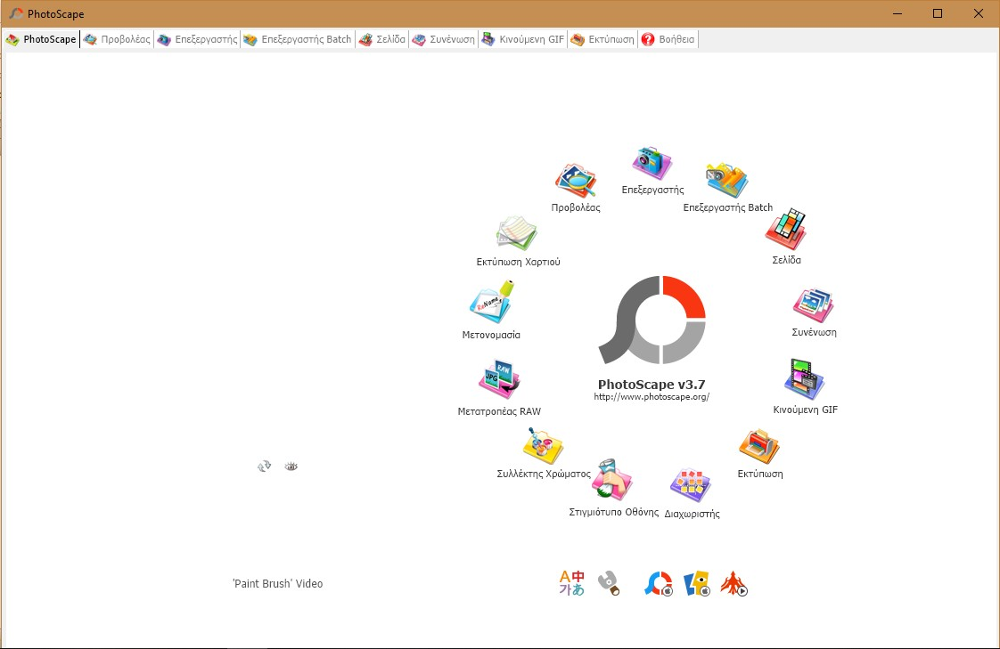 PhotoScape
PhotoScape Προβολέας Επεξεργαστής Επεξεργαστής Batch Σελίδα Συνένωση Κινούμενη GIF Εκτύπωση Βοήθεια
Επεξεργαστής
Προβολέας
Επεξεργαστής Batch
Εκτύπωση Χαρτιού
Σελίδα
ReName
Μετονομασία
Συνένωση
PhotoScape v3.7
http://www.photoscape.org/
RAW
JPG
Μετατροπέας RAW
Κινούμενη GIF
Συλλέκτης Χρώματος
Εκτύπωση
Στιγμιότυπο Οθόνης
Διαχωριστής
A中
가あ
'Paint Brush' Video